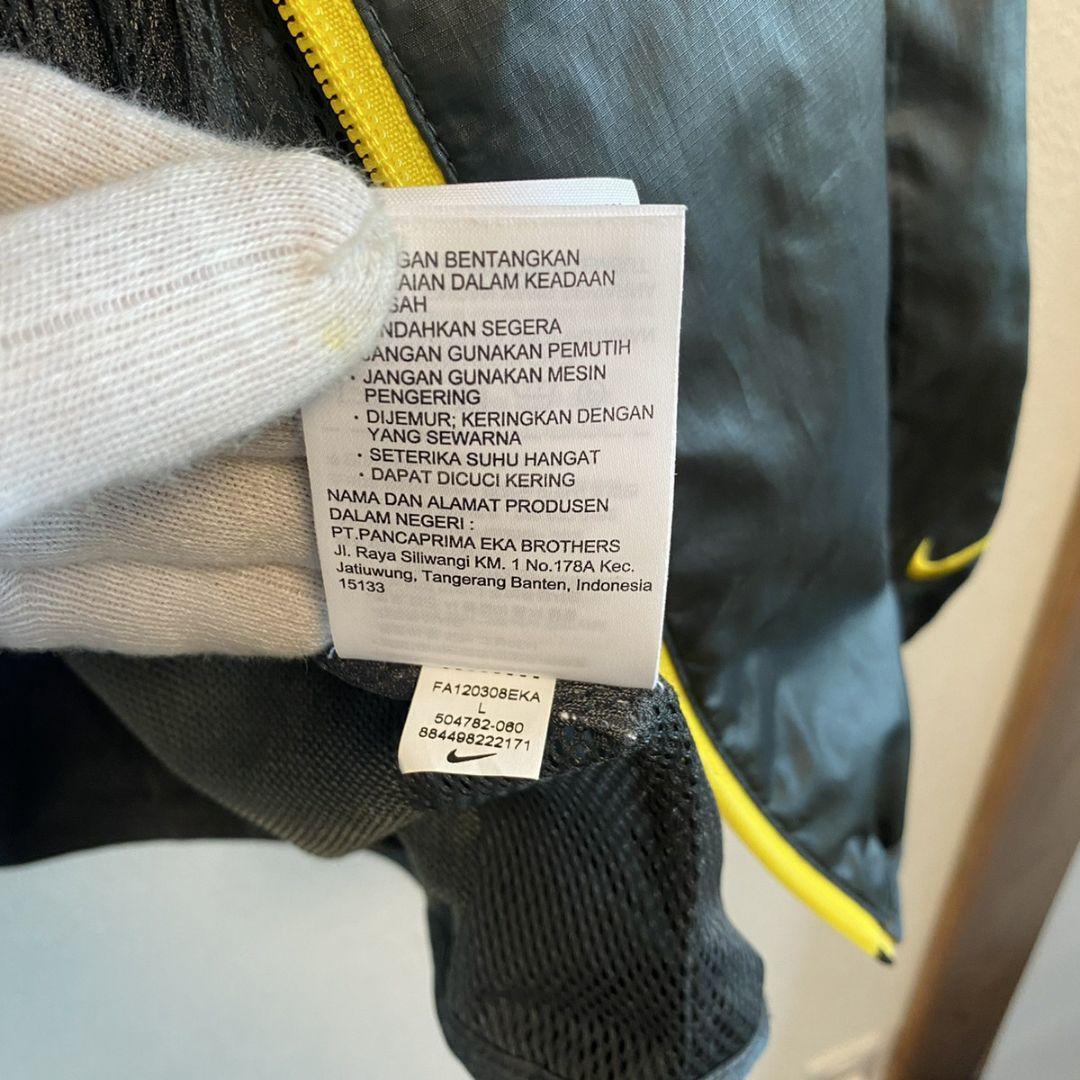 GAN BENTANGKAN
AIAN DALAM KEADAAN
SAH
NDAHKAN SEGERA
JANGAN GUNAKAN PEMUTIH
· JANGAN GUNAKAN MESIN
PENGERING
· DIJEMUR; KERINGKAN DENGAN
YANG SEWARNA
· SETERIKA SUHU HANGAT
· DAPAT DICUCI KERING
NAMA DAN ALAMAT PRODUSEN
DALAM NEGERI :
PT.PANCAPRIMA EKA BROTHERS
Jl. Raya Siliwangi KM. 1 No.178A Kec.
Jatiuwung, Tangerang Banten, Indonesia
15133
FA120308EKA
L
504782-060
884498222171